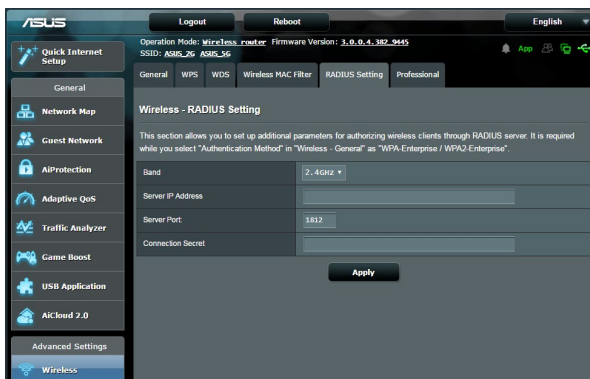 ASUS
Logout
Reboot
English
Quick Internet Setup
Operation Mode: Wireless router Firmware Version: 3.0.0.4.382_9445
SSID: ASUS_2G ASUS_5G
App
General
WPS
WDS
Wireless MAC Filter
RADIUS Setting
Professional
General
Network Map
Guest Network
AiProtection
Adaptive QoS
Traffic Analyzer
Game Boost
USB Application
AiCloud 2.0
Advanced Settings
Wireless
Wireless - RADIUS Setting
This section allows you to set up additional parameters for authorizing wireless clients through RADIUS server. It is required
while you select "Authentication Method" in "Wireless - General" as "WPA-Enterprise / WPA2-Enterprise".
Band
2.4GHz
Server IP Address
Server Port:
1812
Connection Secret
Apply